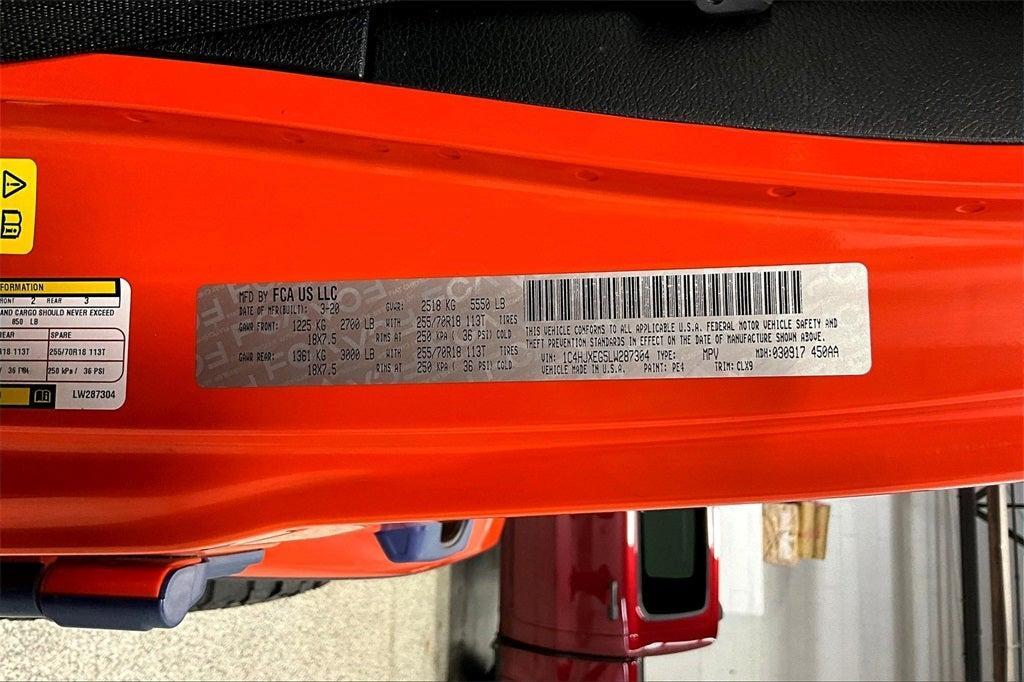 FORMATION
FRONT 2 REAR 3
AND CARGO SHOULD NEVER EXCEED
850 LB
REAR SPARE
R18 113T 255/70R18 113T
/ 36 PSI 250 kPa / 36 PSI
LW287304
MFD BY FCA US LLC
DATE OF MFR(BUILT): 3-20 GVWR: 2518 KG 5550 LB
GAWR FRONT: 1225 KG 2700 LB WITH 255/70R18 113T TIRES
18X7.5 RIMS AT 250 KPA( 36 PSI) COLD
GAWR REAR: 1361 KG 3000 LB WITH 255/70R18 113T TIRES
18X7.5 RIMS AT 250 KPA( 36 PSI) COLD
THIS VEHICLE CONFORMS TO ALL APPLICABLE U.S.A. FEDERAL MOTOR VEHICLE SAFETY AND
THEFT PREVENTION STANDARDS IN EFFECT ON THE DATE OF MANUFACTURE SHOWN ABOVE.
VIN: 1C4HJXEG5LW287304 TYPE: MPV MDH: 030917 450AA
VEHICLE MADE IN U.S.A. PAINT: PE4 TRIM: CLX9